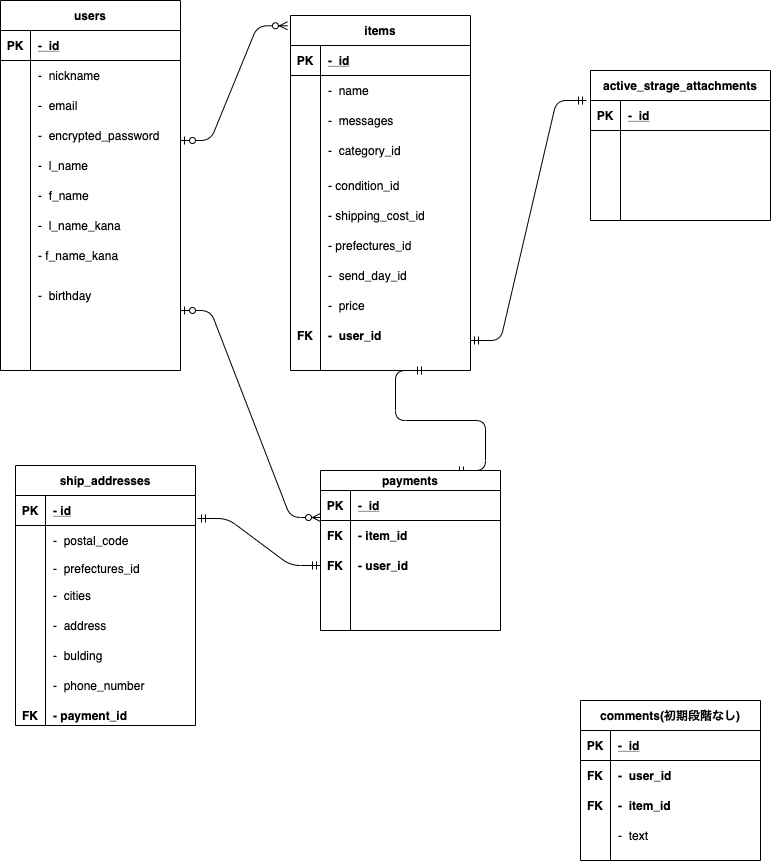 users
PK - id
- nickname
- email
- encrypted_password
- l_name
- f_name
- l_name_kana
- f_name_kana
- birthday
items
PK - id
- name
- messages
- category_id
- condition_id
- shipping_cost_id
- prefectures_id
- send_day_id
- price
FK - user_id
active_strage_attachments
PK - id
ship_addresses
PK - id
- postal_code
- prefectures_id
- cities
- address
- bulding
- phone_number
FK - payment_id
payments
PK - id
FK - item_id
FK - user_id
comments(初期段階なし)
PK - id
FK - user_id
FK - item_id
- text